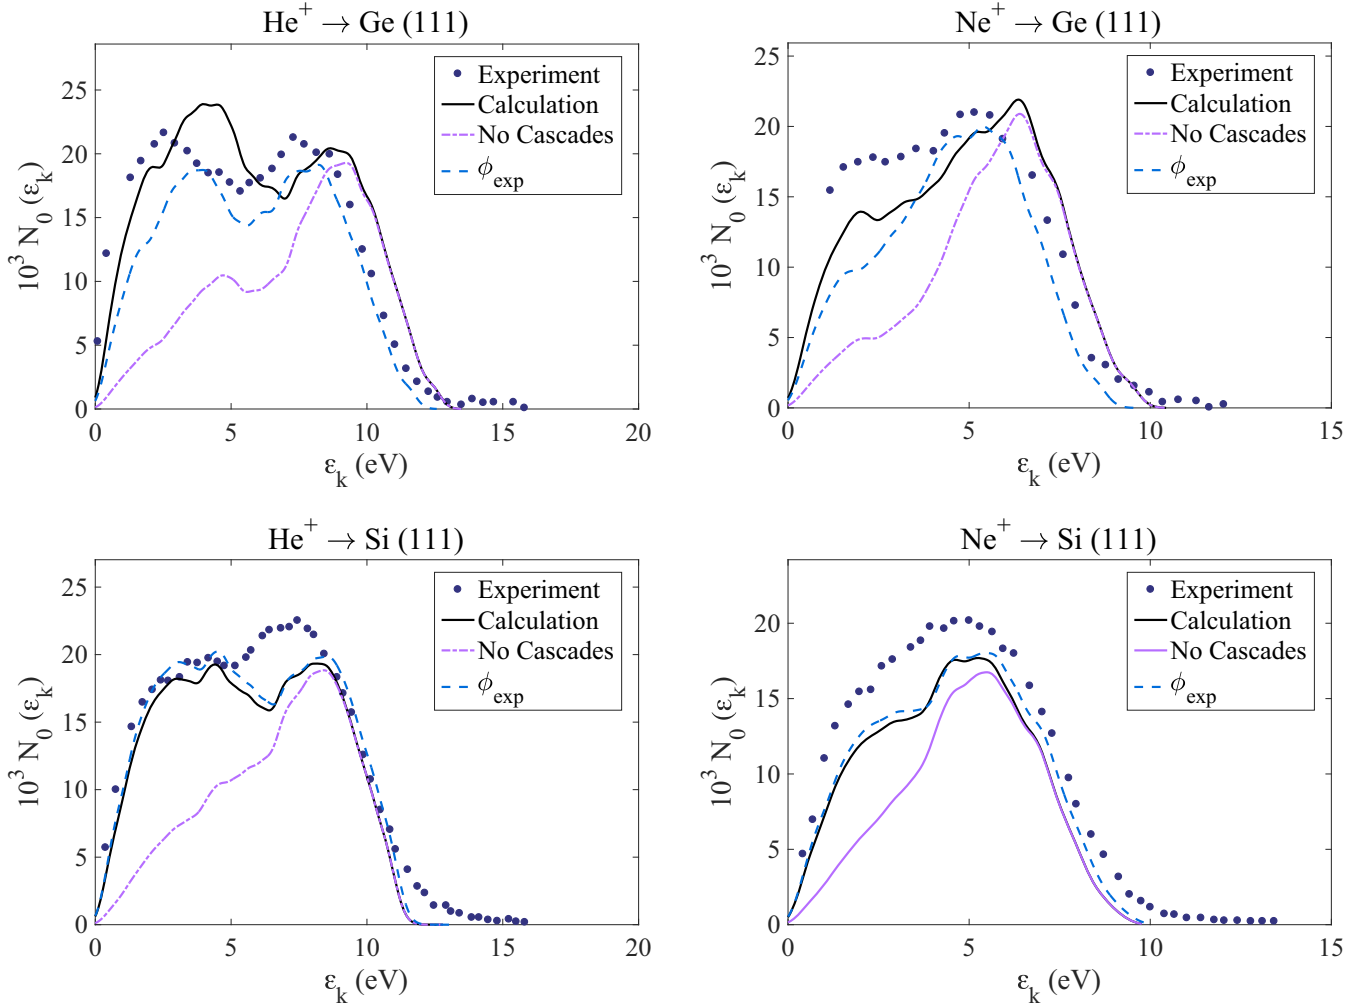 He⁺ → Ge (111)
Experiment
Calculation
No Cascades
ϕexp
10³ N₀ (εₖ)
0
5
10
15
20
25
0
5
10
15
20
εₖ (eV)
Ne⁺ → Ge (111)
Experiment
Calculation
No Cascades
ϕexp
10³ N₀ (εₖ)
0
5
10
15
20
25
0
5
10
15
εₖ (eV)
He⁺ → Si (111)
Experiment
Calculation
No Cascades
ϕexp
10³ N₀ (εₖ)
0
5
10
15
20
25
0
5
10
15
20
εₖ (eV)
Ne⁺ → Si (111)
Experiment
Calculation
No Cascades
ϕexp
10³ N₀ (εₖ)
0
5
10
15
20
0
5
10
15
εₖ (eV)